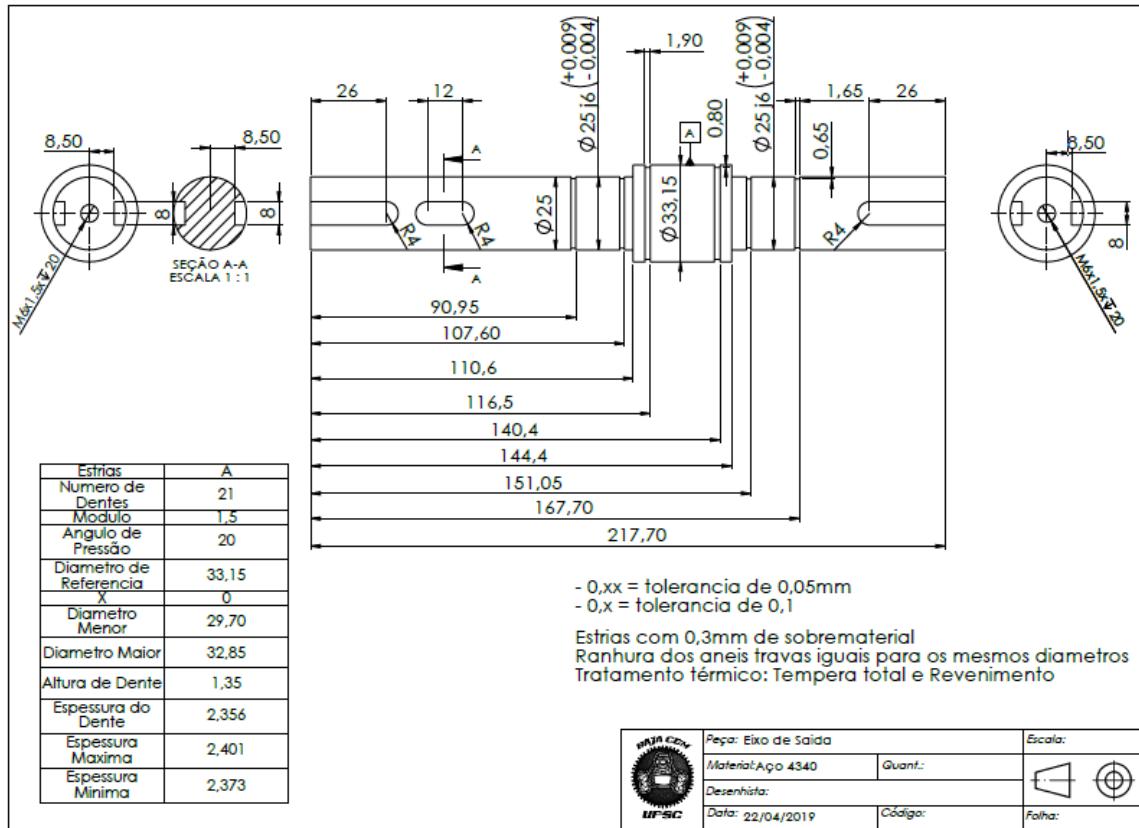 26
12
Ø25 j6 (+0,009 -0,004)
1,90
A
0,80
Ø25 j6 (+0,009 -0,004)
1,65
26
0,65
8,50
8,50
8
8
M6x1,5x↧20
SEÇÃO A-A
ESCALA 1 : 1
A
A
R4
R4
Ø25
Ø33,15
R4
8,50
8
M6x1,5x↧20
90,95
107,60
110,6
116,5
140,4
144,4
151,05
167,70
217,70
Estrias A
Numero de Dentes 21
Modulo 1,5
Angulo de Pressão 20
Diametro de Referencia 33,15
X 0
Diametro Menor 29,70
Diametro Maior 32,85
Altura de Dente 1,35
Espessura do Dente 2,356
Espessura Maxima 2,401
Espessura Minima 2,373
- 0,xx = tolerancia de 0,05mm
- 0,x = tolerancia de 0,1
Estrias com 0,3mm de sobrematerial
Ranhura dos aneis travas iguais para os mesmos diametros
Tratamento térmico: Tempera total e Revenimento
BAJA CCM
UFSC
Peça: Eixo de Saida
Escala:
Material: Aço 4340
Quant.:
Desenhista:
Data: 22/04/2019
Código:
Folha: